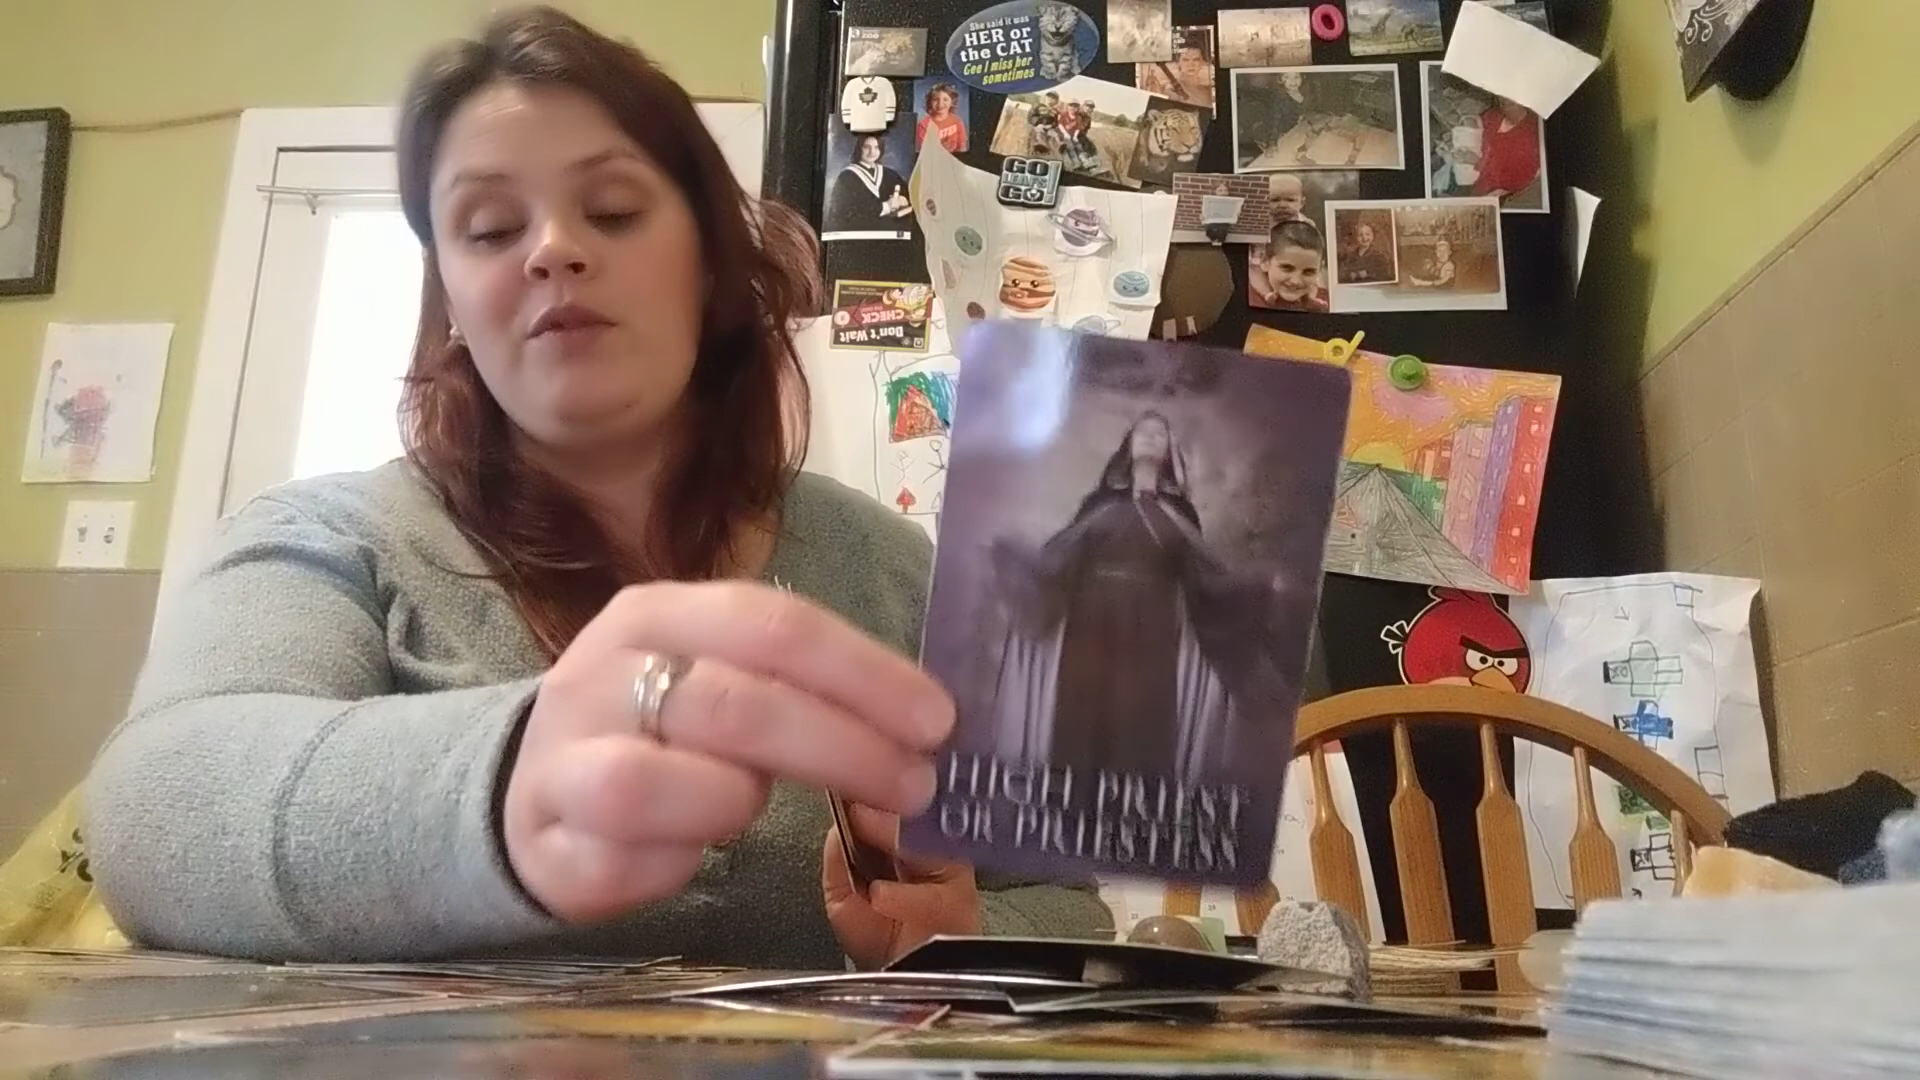 She said it was
HER or
the CAT
Gee I miss her
sometimes
GO
LEAFS
GO!
Don't Wait
CHECK
HIGH PRIEST
OR PRIESTESS